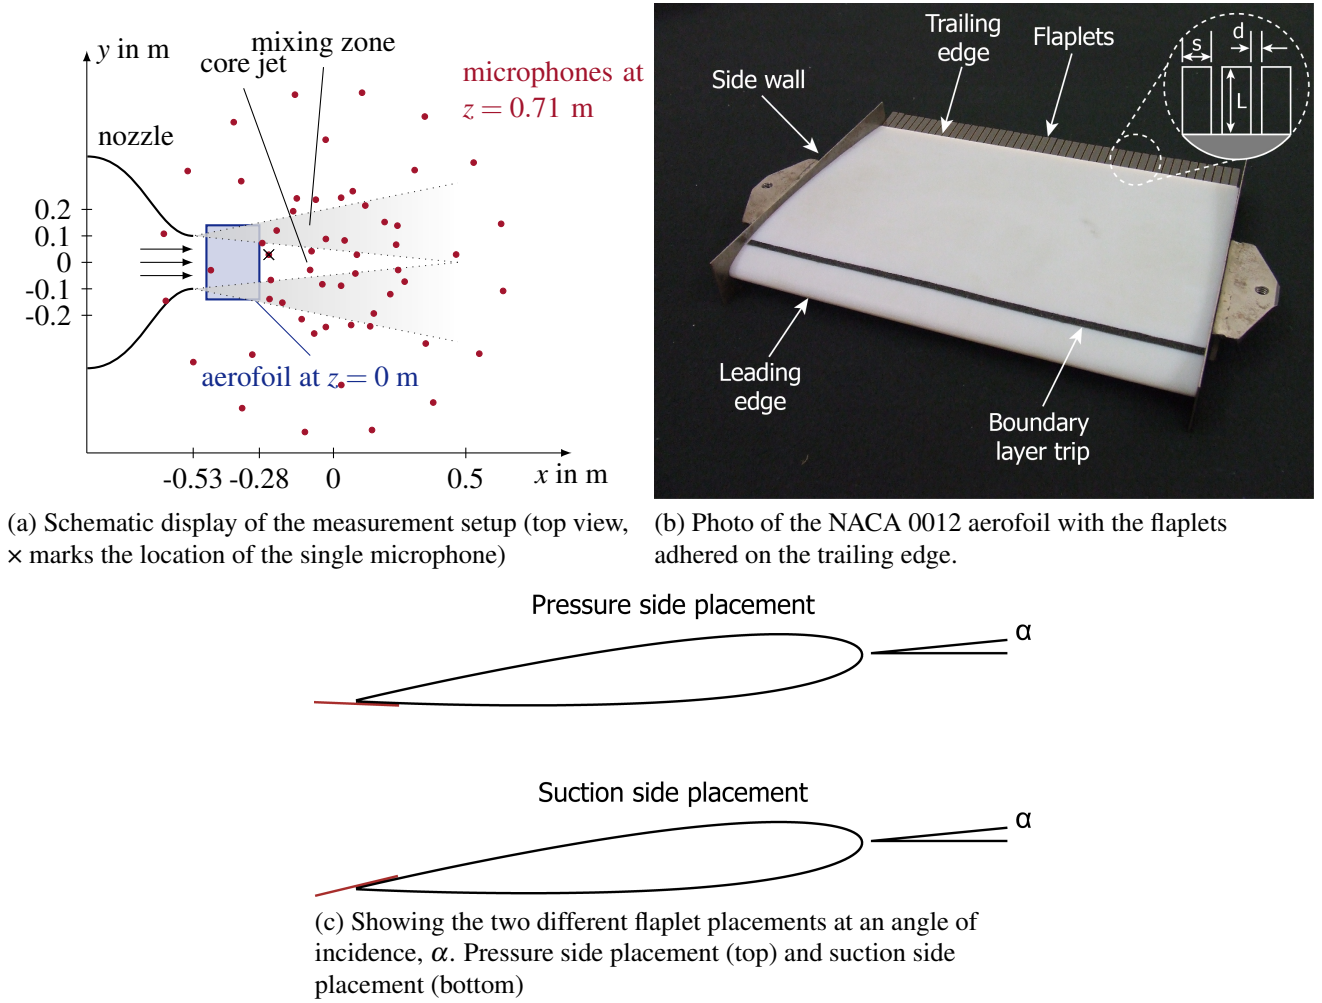 y in m
mixing zone
core jet
microphones at
z = 0.71 m
nozzle
0.2
0.1
0
-0.1
-0.2
aerofoil at z = 0 m
-0.53
-0.28
0
0.5
x in m
(a) Schematic display of the measurement setup (top view,
× marks the location of the single microphone)
Trailing
edge
Flaplets
Side wall
s
d
L
Leading
edge
Boundary
layer trip
(b) Photo of the NACA 0012 aerofoil with the flaplets
adhered on the trailing edge.
Pressure side placement
α
Suction side placement
α
(c) Showing the two different flaplet placements at an angle of
incidence, α. Pressure side placement (top) and suction side
placement (bottom)